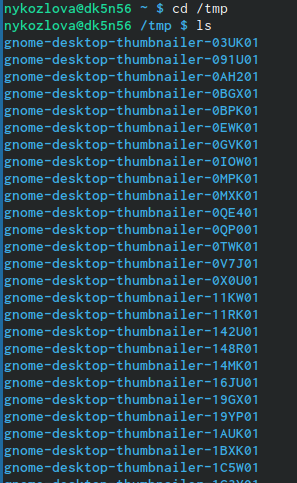 nykozlova@dk5n56 ~ $ cd /tmp
nykozlova@dk5n56 /tmp $ ls
gnome-desktop-thumbnailer-03UK01
gnome-desktop-thumbnailer-091U01
gnome-desktop-thumbnailer-0AH201
gnome-desktop-thumbnailer-0BGX01
gnome-desktop-thumbnailer-0BPK01
gnome-desktop-thumbnailer-0EWK01
gnome-desktop-thumbnailer-0GVK01
gnome-desktop-thumbnailer-0IOW01
gnome-desktop-thumbnailer-0MPK01
gnome-desktop-thumbnailer-0MXK01
gnome-desktop-thumbnailer-0QE401
gnome-desktop-thumbnailer-0QP001
gnome-desktop-thumbnailer-0TWK01
gnome-desktop-thumbnailer-0V7J01
gnome-desktop-thumbnailer-0X0U01
gnome-desktop-thumbnailer-11KW01
gnome-desktop-thumbnailer-11RK01
gnome-desktop-thumbnailer-142U01
gnome-desktop-thumbnailer-148R01
gnome-desktop-thumbnailer-14MK01
gnome-desktop-thumbnailer-16JU01
gnome-desktop-thumbnailer-19GX01
gnome-desktop-thumbnailer-19YP01
gnome-desktop-thumbnailer-1AUK01
gnome-desktop-thumbnailer-1BXK01
gnome-desktop-thumbnailer-1C5W01